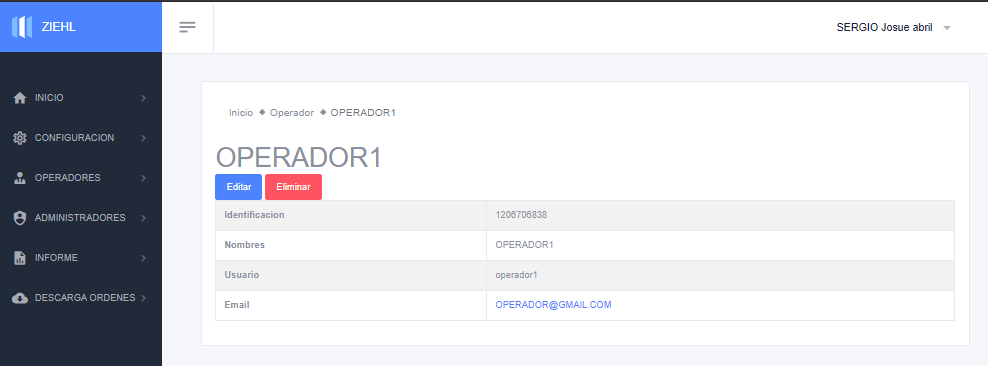 ZIEHL
SERGIO Josue abril
INICIO
CONFIGURACION
OPERADORES
ADMINISTRADORES
INFORME
DESCARGA ORDENES
Inicio ◆ Operador ◆ OPERADOR1
OPERADOR1
Editar Eliminar
Identificacion 1206706838
Nombres OPERADOR1
Usuario operador1
Email OPERADOR@GMAIL.COM